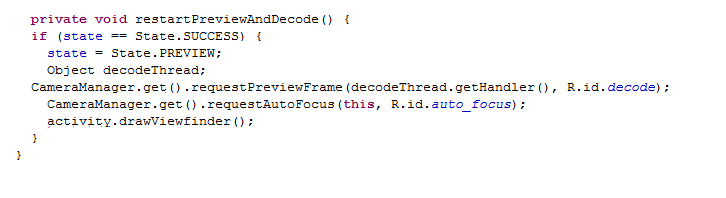 private void restartPreviewAndDecode() {
if (state == State.SUCCESS) {
state = State.PREVIEW;
Object decodeThread;
CameraManager.get().requestPreviewFrame(decodeThread.getHandler(), R.id.decode);
CameraManager.get().requestAutoFocus(this, R.id.auto_focus);
activity.drawViewfinder();
}
}